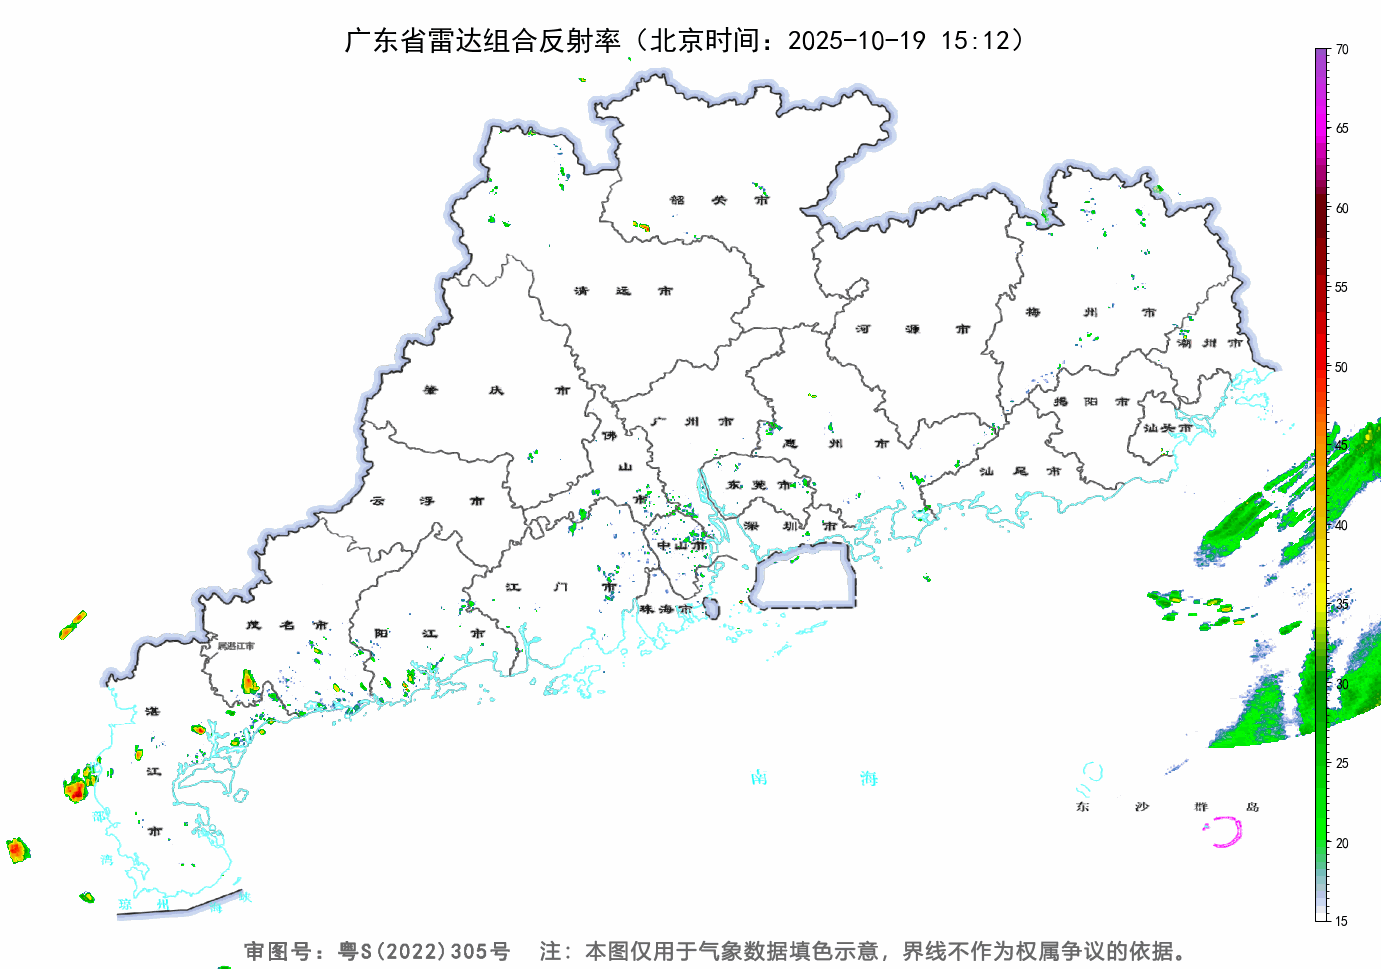 广东省雷达组合反射率（北京时间：2025-10-19 15:12）
70
65
60
55
50
45
40
35
30
25
20
15
韶关市
清远市
河源市
梅州市
潮州市
肇庆市
广州市
佛山市
惠州市
揭阳市
汕头市
汕尾市
云浮市
东莞市
深圳市
中山市
江门市
珠海市
茂名市
属湛江市
阳江市
湛江市
南海
东沙群岛
湾
琼州海峡
审图号：粤S(2022)305号 注：本图仅用于气象数据填色示意，界线不作为权属争议的依据。